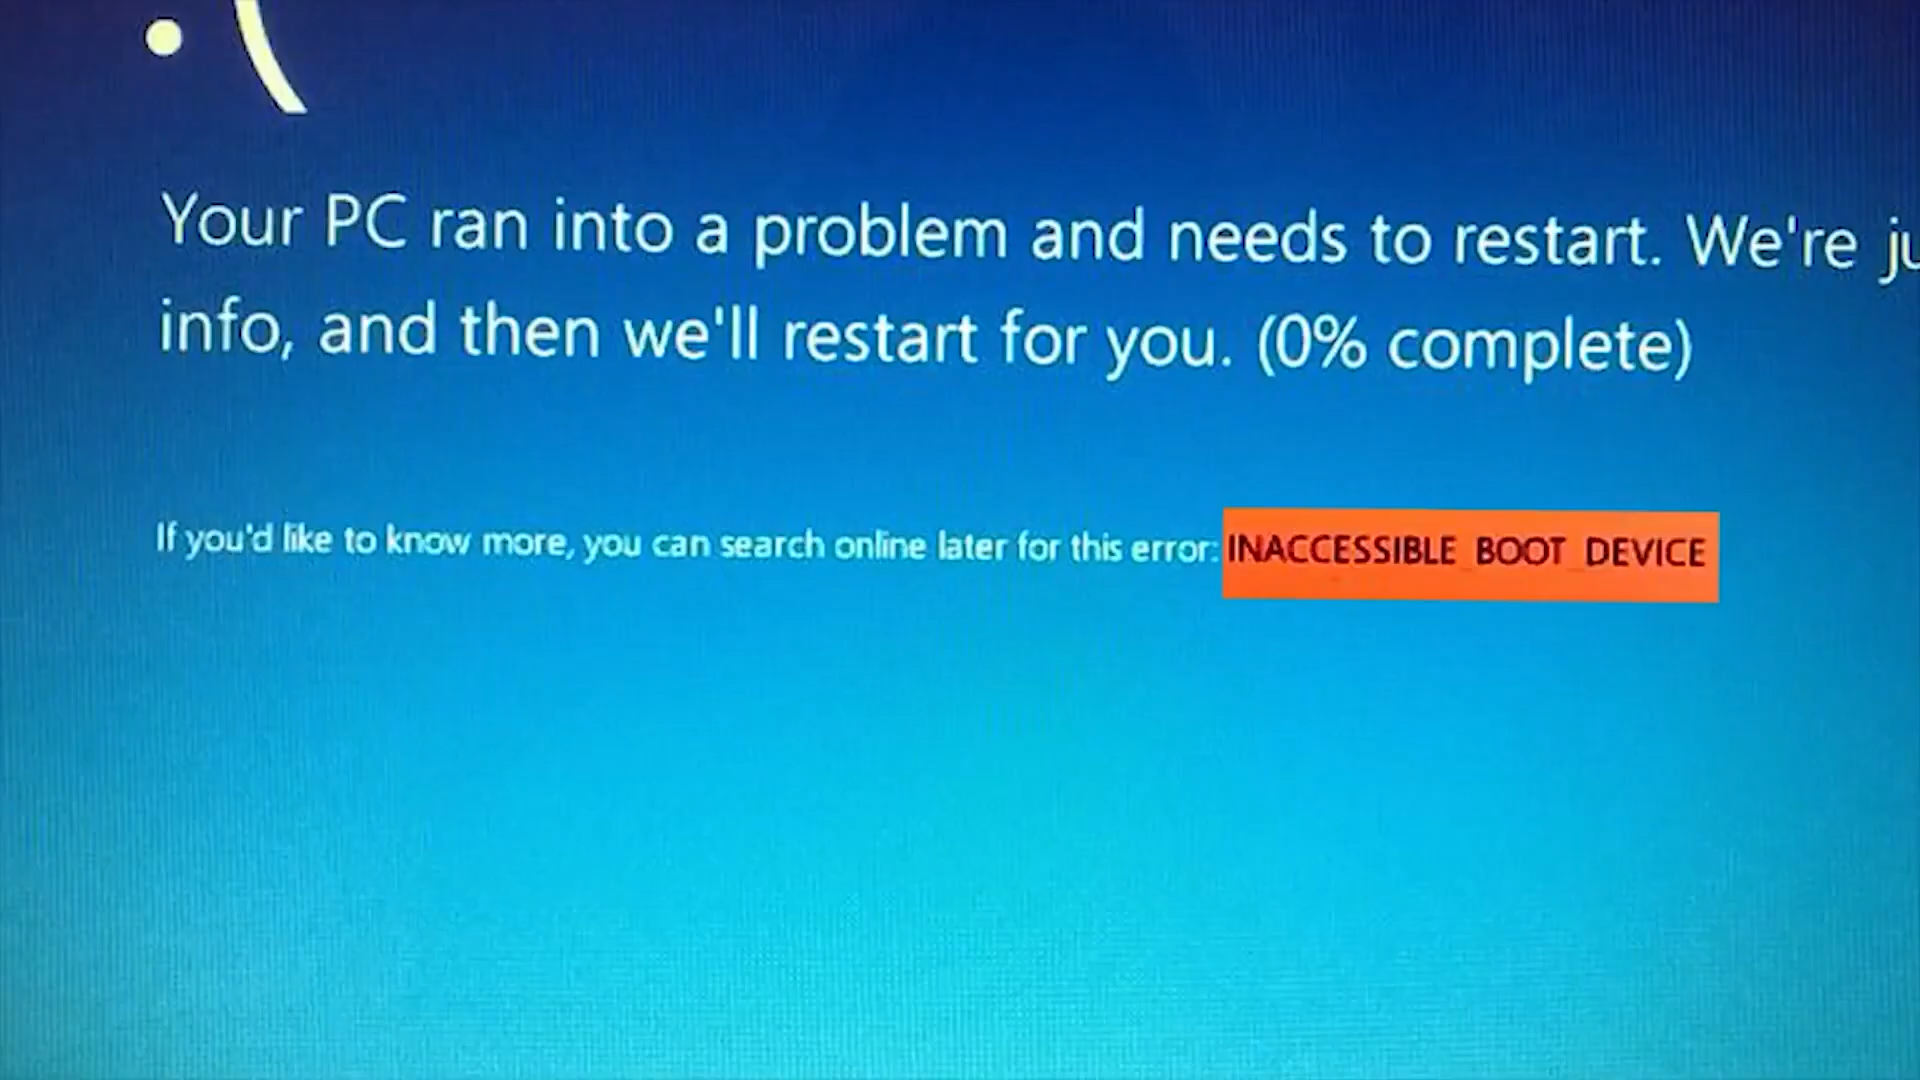 :(
Your PC ran into a problem and needs to restart. We're
info, and then we'll restart for you. (0% complete)
If you'd like to know more, you can search online later for this error: INACCESSIBLE_BOOT_DEVICE